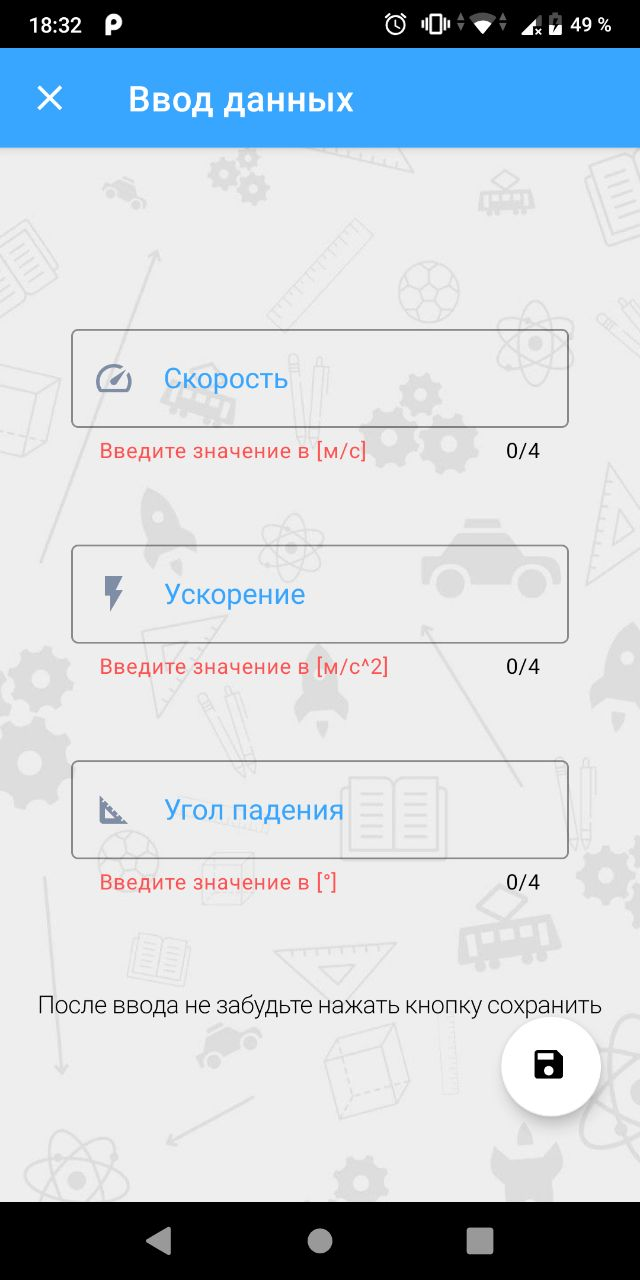 18:32
49 %
Ввод данных
Скорость
Введите значение в [м/с]
0/4
Ускорение
Введите значение в [м/с^2]
0/4
Угол падения
Введите значение в [°]
0/4
После ввода не забудьте нажать кнопку сохранить